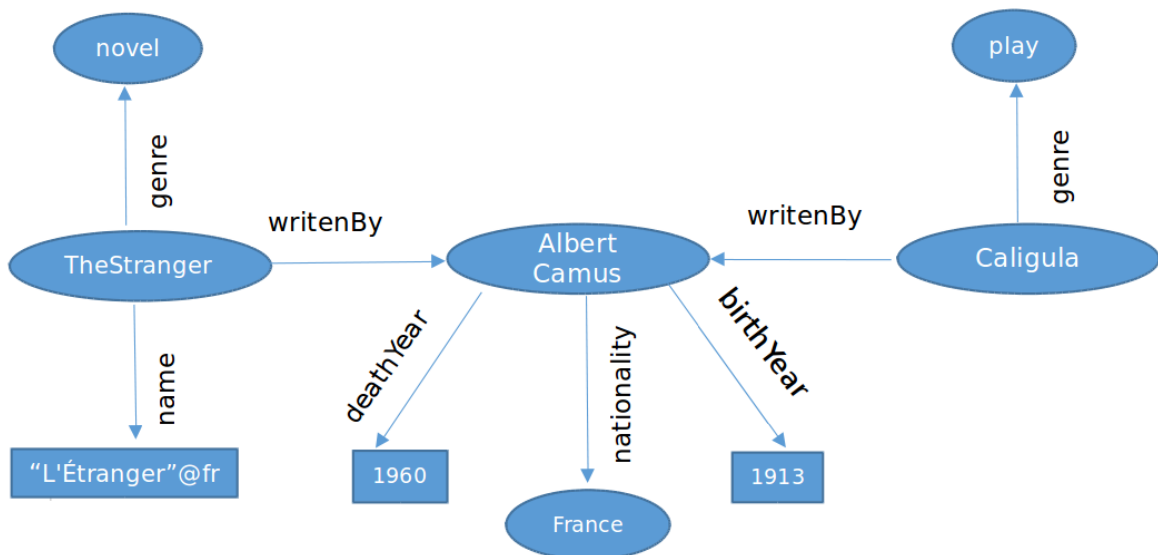 novel
play
genre
genre
writenBy
writenBy
TheStranger
Albert
Camus
Caligula
name
deathYear
nationality
birthYear
“L'Étranger”@fr
1960
1913
France